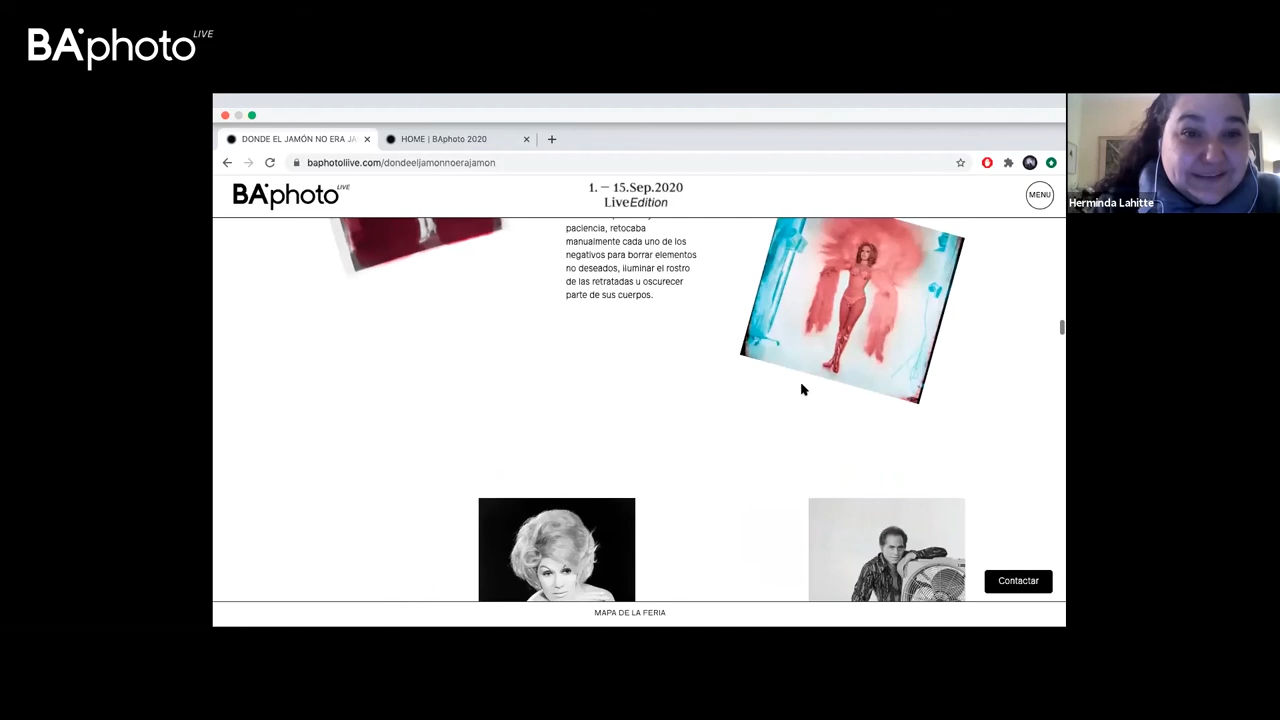 BAphoto LIVE
DONDE EL JAMÓN NO ERA JA
HOME | BAphoto 2020
baphotoliive.com/dondeeljamonnoerajamon
BAphoto LIVE
1. — 15.Sep.2020
LiveEdition
MENU
Herminda Lahitte
paciencia, retocaba
manualmente cada uno de los
negativos para borrar elementos
no deseados, iluminar el rostro
de las retratadas u oscurecer
parte de sus cuerpos.
Contactar
MAPA DE LA FERIA